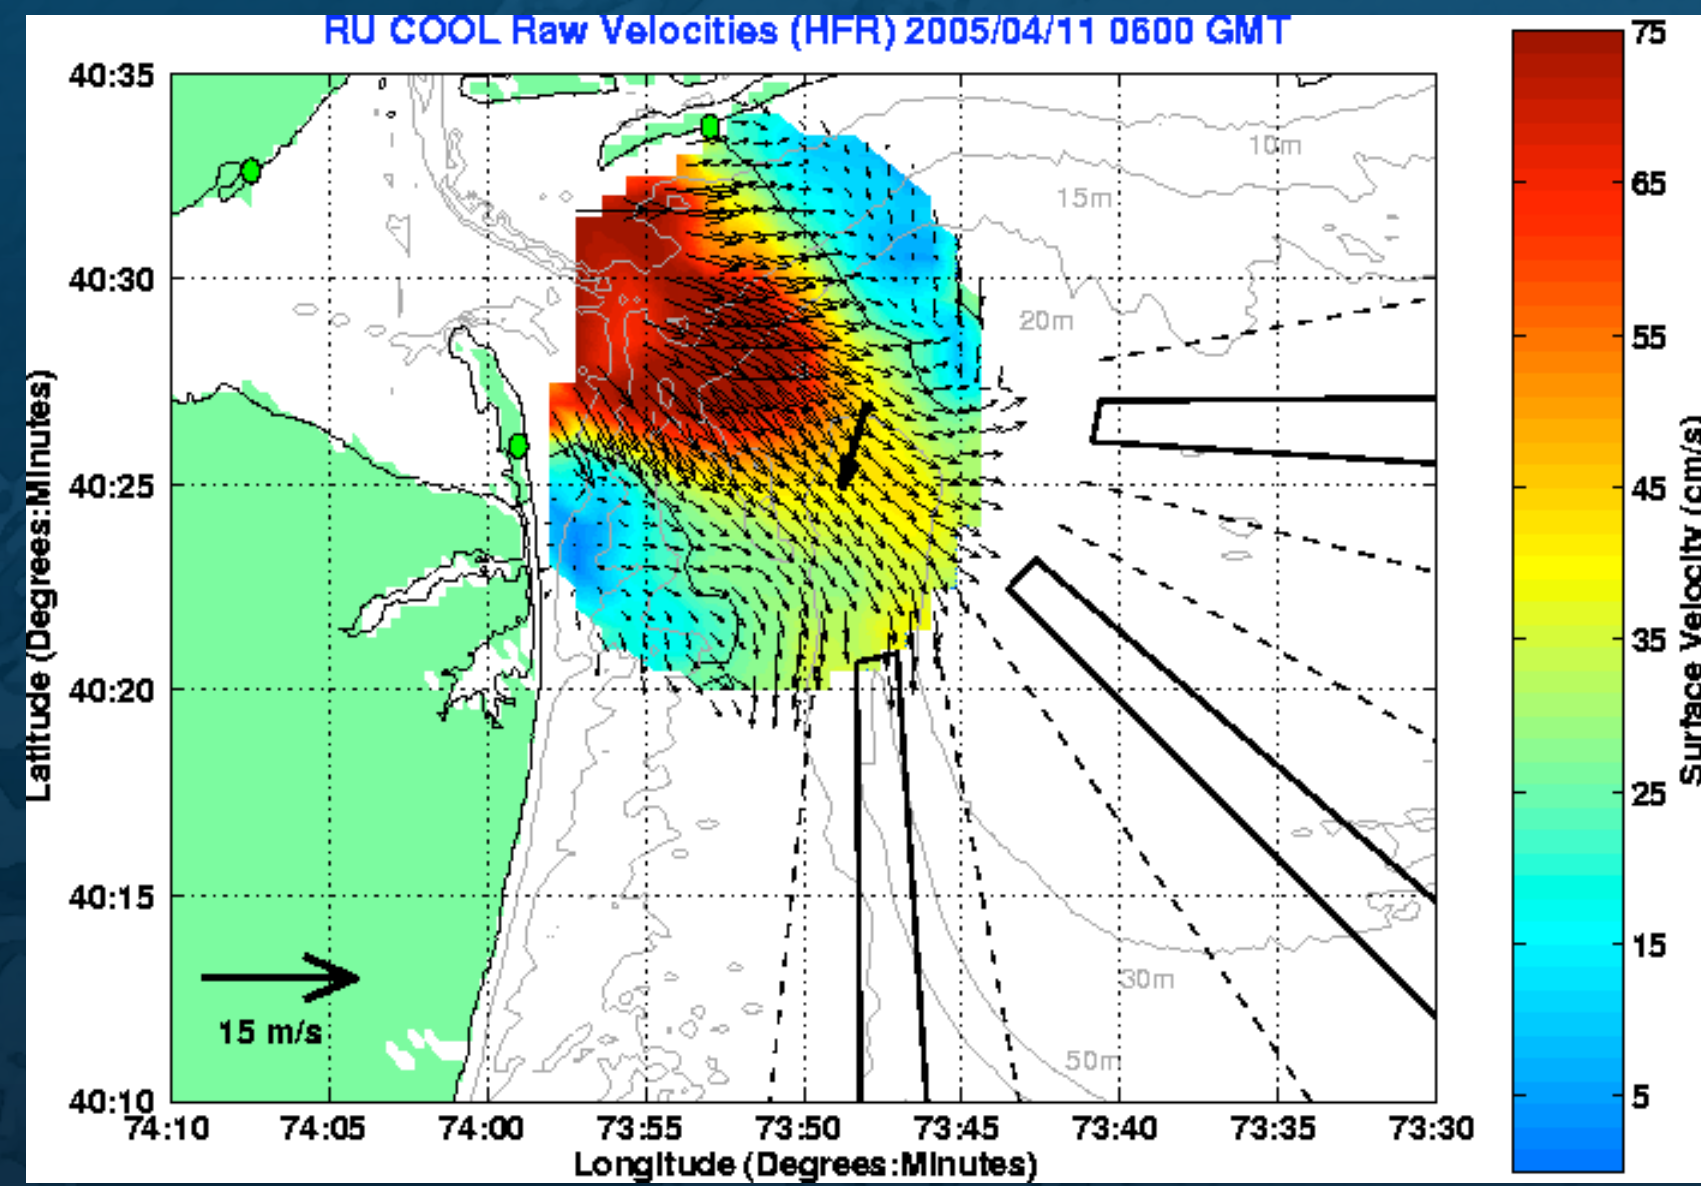 RU COOL Raw Velocities (HFR) 2005/04/11 0600 GMT
75
40:35
10m
65
15m
40:30
20m
55
Latitude (Degrees:Minutes)
Surface Velocity (cm/s)
45
40:25
35
40:20
25
40:15
15
30m
15 m/s
50m
40:10
5
74:10 74:05 74:00 73:55 73:50 73:45 73:40 73:35 73:30
Longitude (Degrees:Minutes)